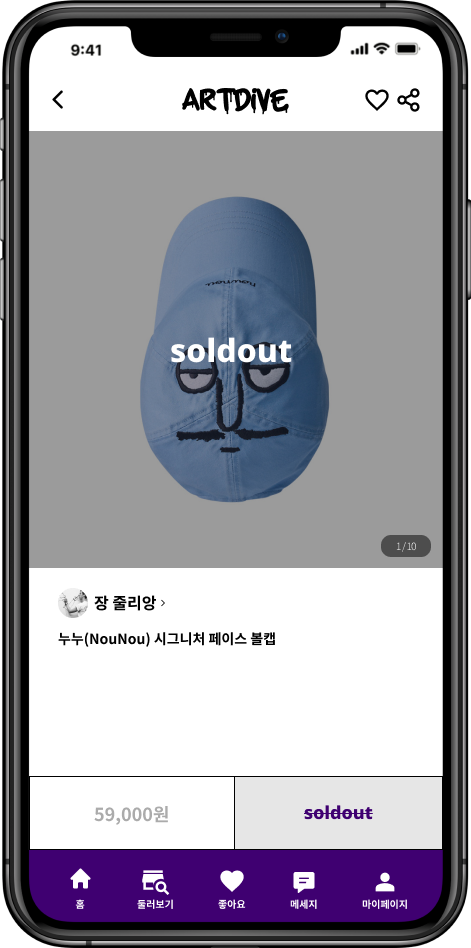 9:41
ARTDIVE
soldout
1/10
장 줄리앙 ›
누누(NouNou) 시그니처 페이스 볼캡
59,000원
soldout
홈 둘러보기 좋아요 메세지 마이페이지